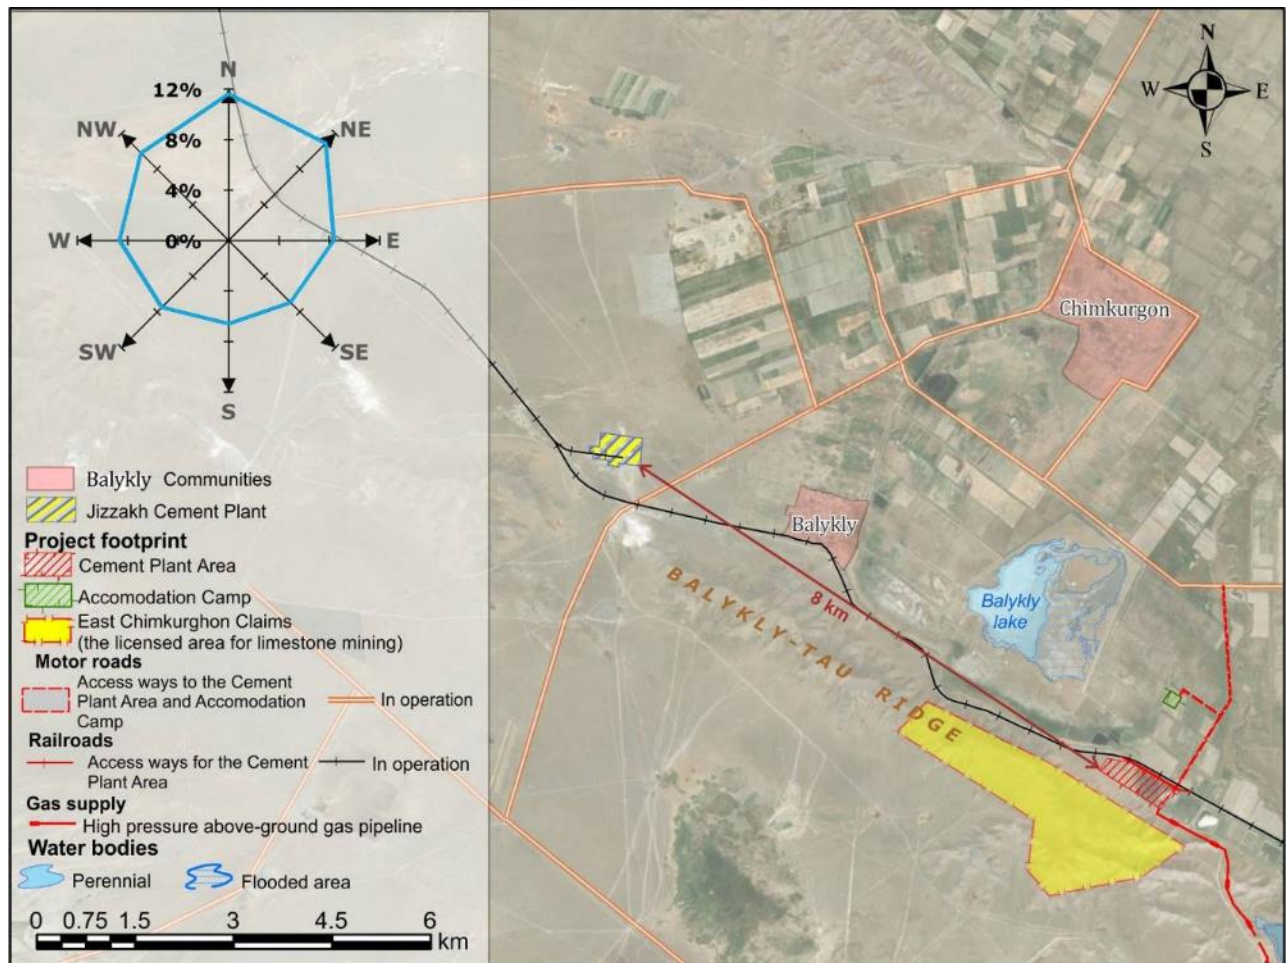 N
12%
NW
NE
8%
4%
W
0%
E
SW
SE
S
Balykly Communities
Jizzakh Cement Plant
Project footprint
Cement Plant Area
Accomodation Camp
East Chimkurghon Claims
(the licensed area for limestone mining)
Motor roads
Access ways to the Cement
Plant Area and Accomodation
Camp
In operation
Railroads
Access ways for the Cement
Plant Area
In operation
Gas supply
High pressure above-ground gas pipeline
Water bodies
Perennial
Flooded area
0 0.75 1.5 3 4.5 6
km
N
W
E
S
Chimkurgon
Balykly
8 km
BALYKLY-TAU RIDGE
Balykly
lake